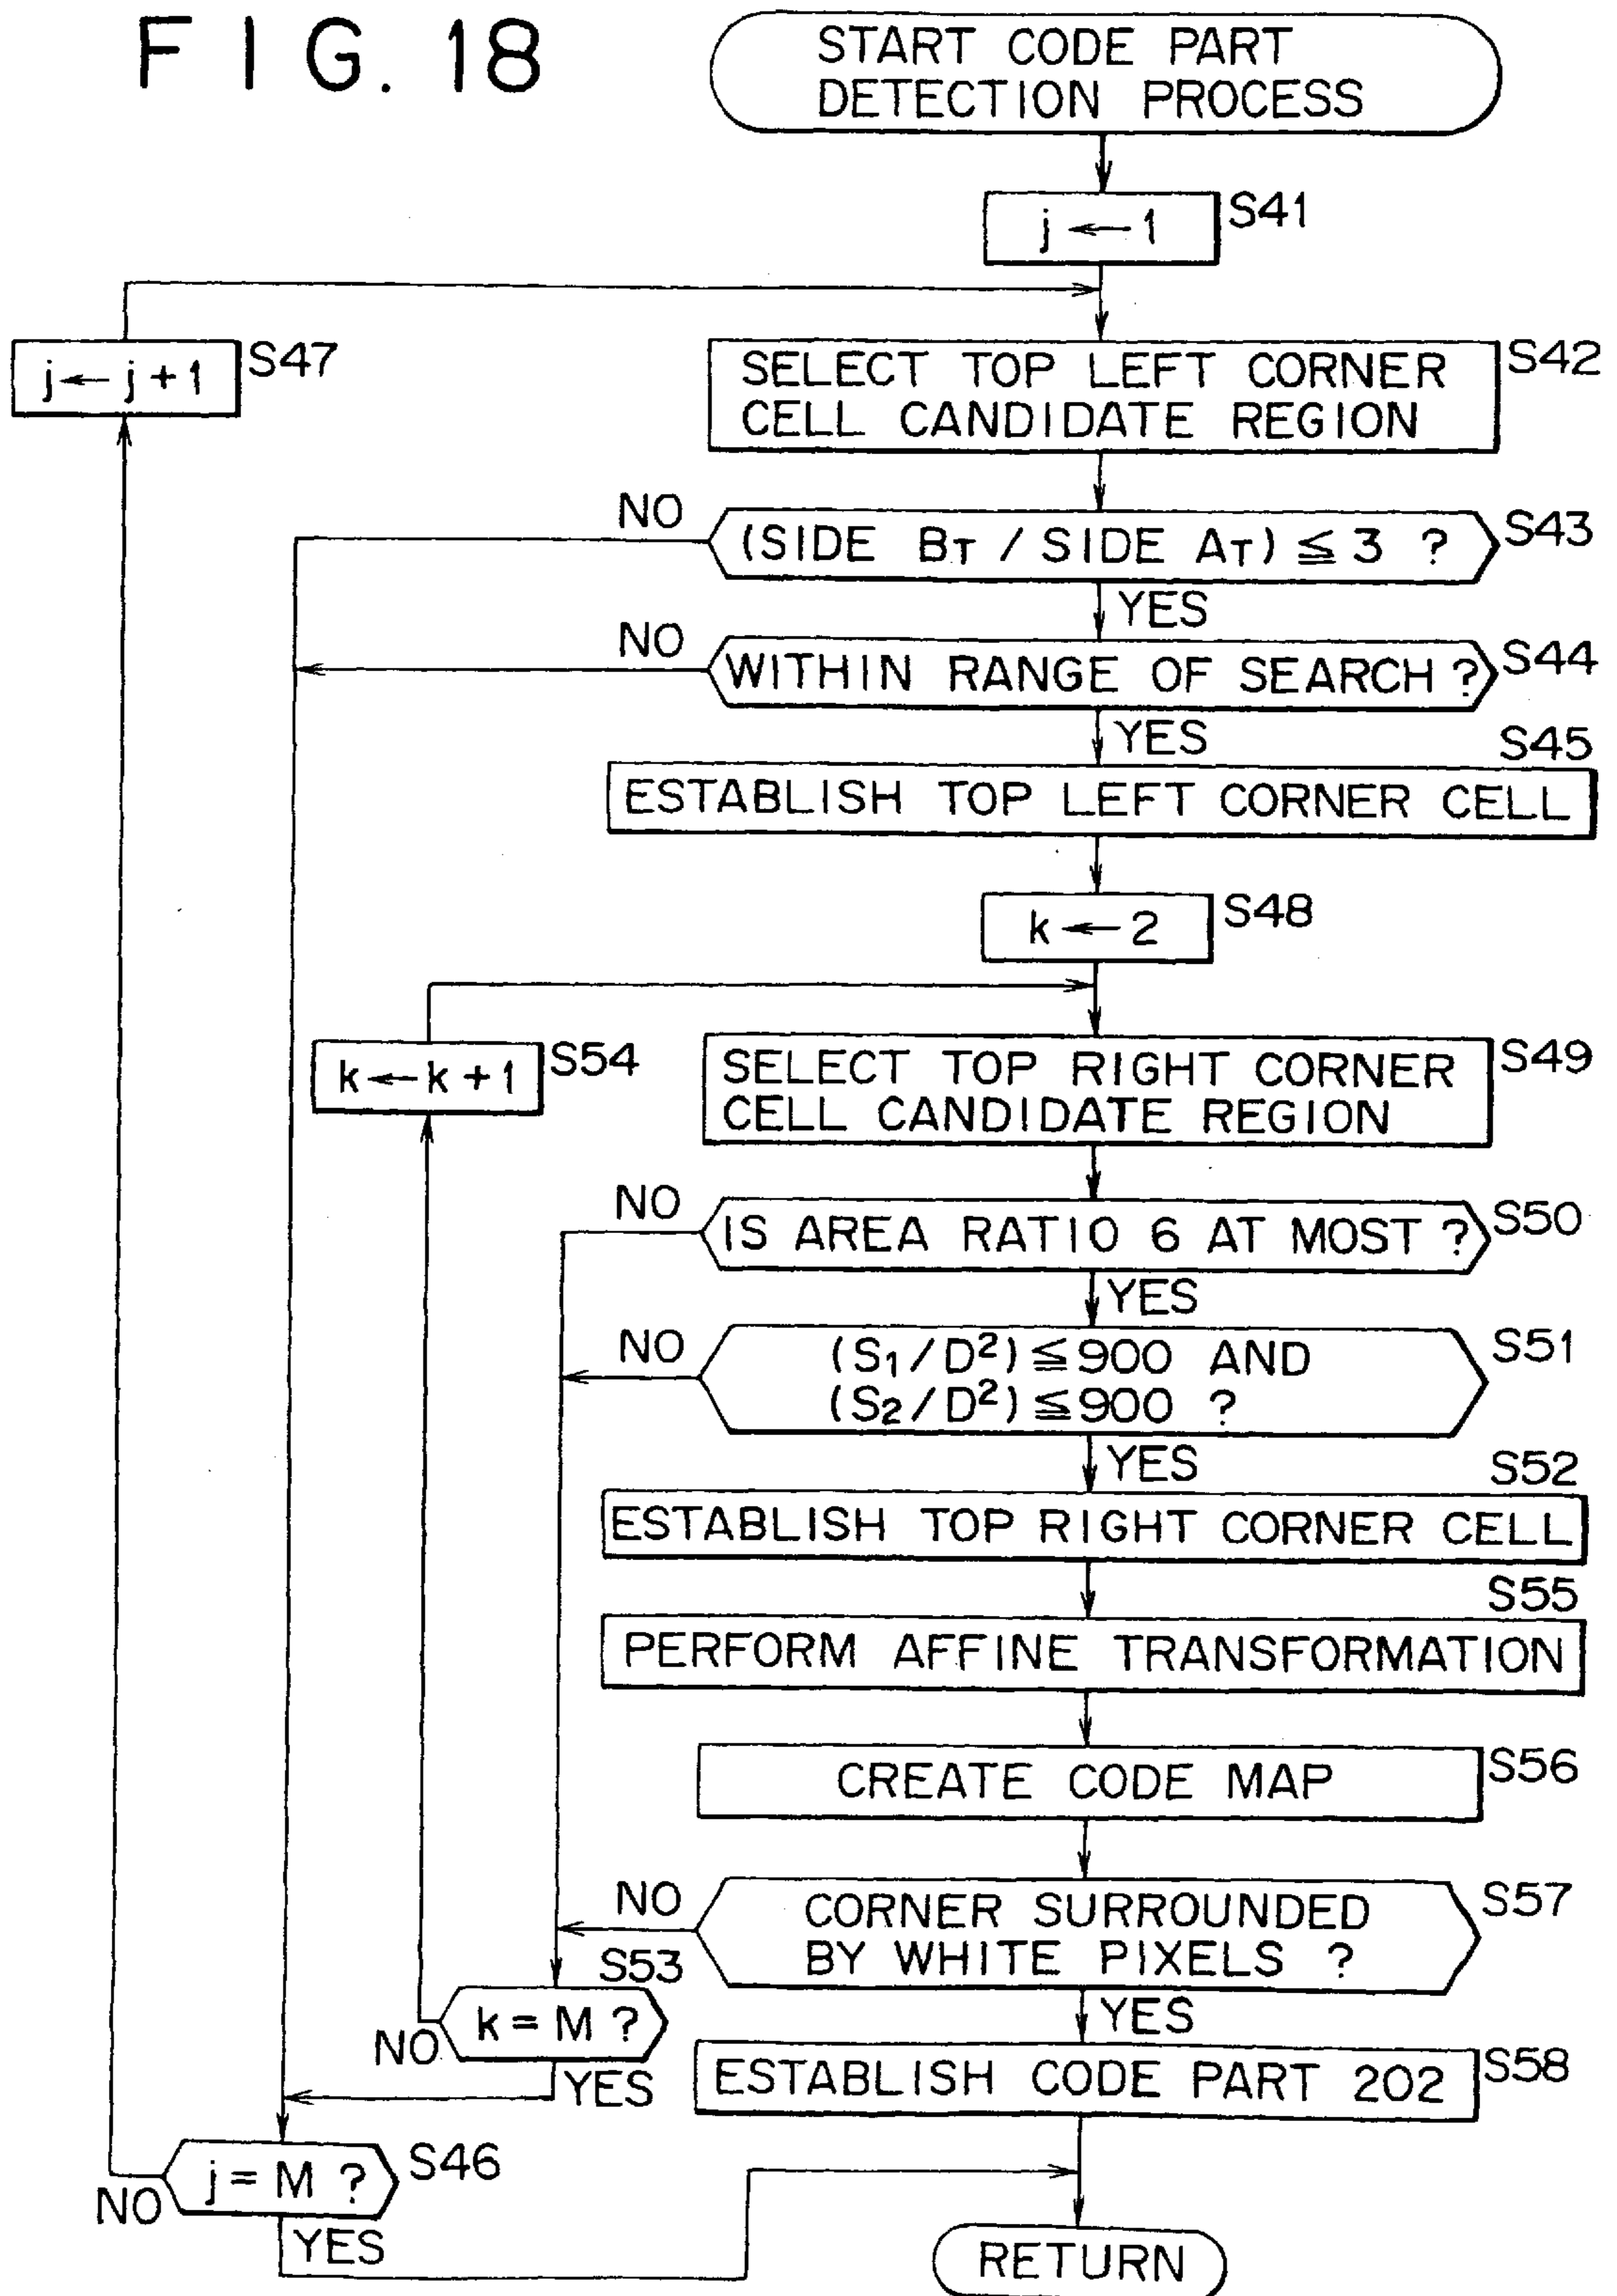 FIG. 18
START CODE PART
DETECTION PROCESS
j ← 1
S41
j ← j + 1
S47
SELECT TOP LEFT CORNER
CELL CANDIDATE REGION
S42
NO
(SIDE BT / SIDE AT) ≦ 3 ?
S43
YES
NO
WITHIN RANGE OF SEARCH ?
S44
YES
S45
ESTABLISH TOP LEFT CORNER CELL
k ← 2
S48
k ← k + 1
S54
SELECT TOP RIGHT CORNER
CELL CANDIDATE REGION
S49
NO
IS AREA RATIO 6 AT MOST ?
S50
YES
NO
(S1/D²) ≦ 900 AND
(S2/D²) ≦ 900 ?
S51
YES
S52
ESTABLISH TOP RIGHT CORNER CELL
S55
PERFORM AFFINE TRANSFORMATION
CREATE CODE MAP
S56
NO
CORNER SURROUNDED
BY WHITE PIXELS ?
S57
S53
k = M ?
NO
YES
YES
ESTABLISH CODE PART 202
S58
j = M ?
S46
NO
YES
RETURN